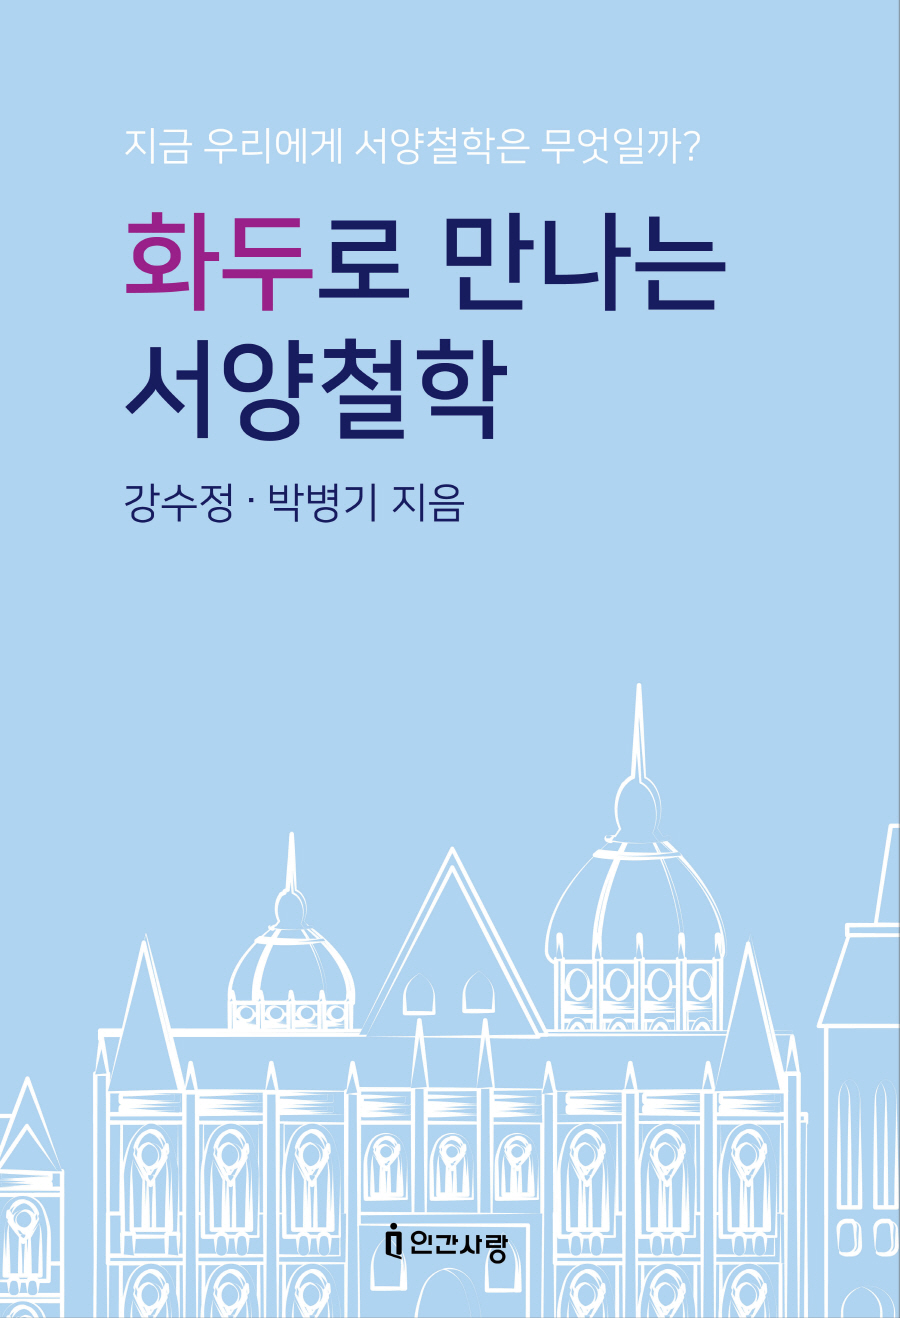 지금 우리에게 서양철학은 무엇일까?
화두로 만나는
서양철학
강수정 · 박병기 지음
인간사랑